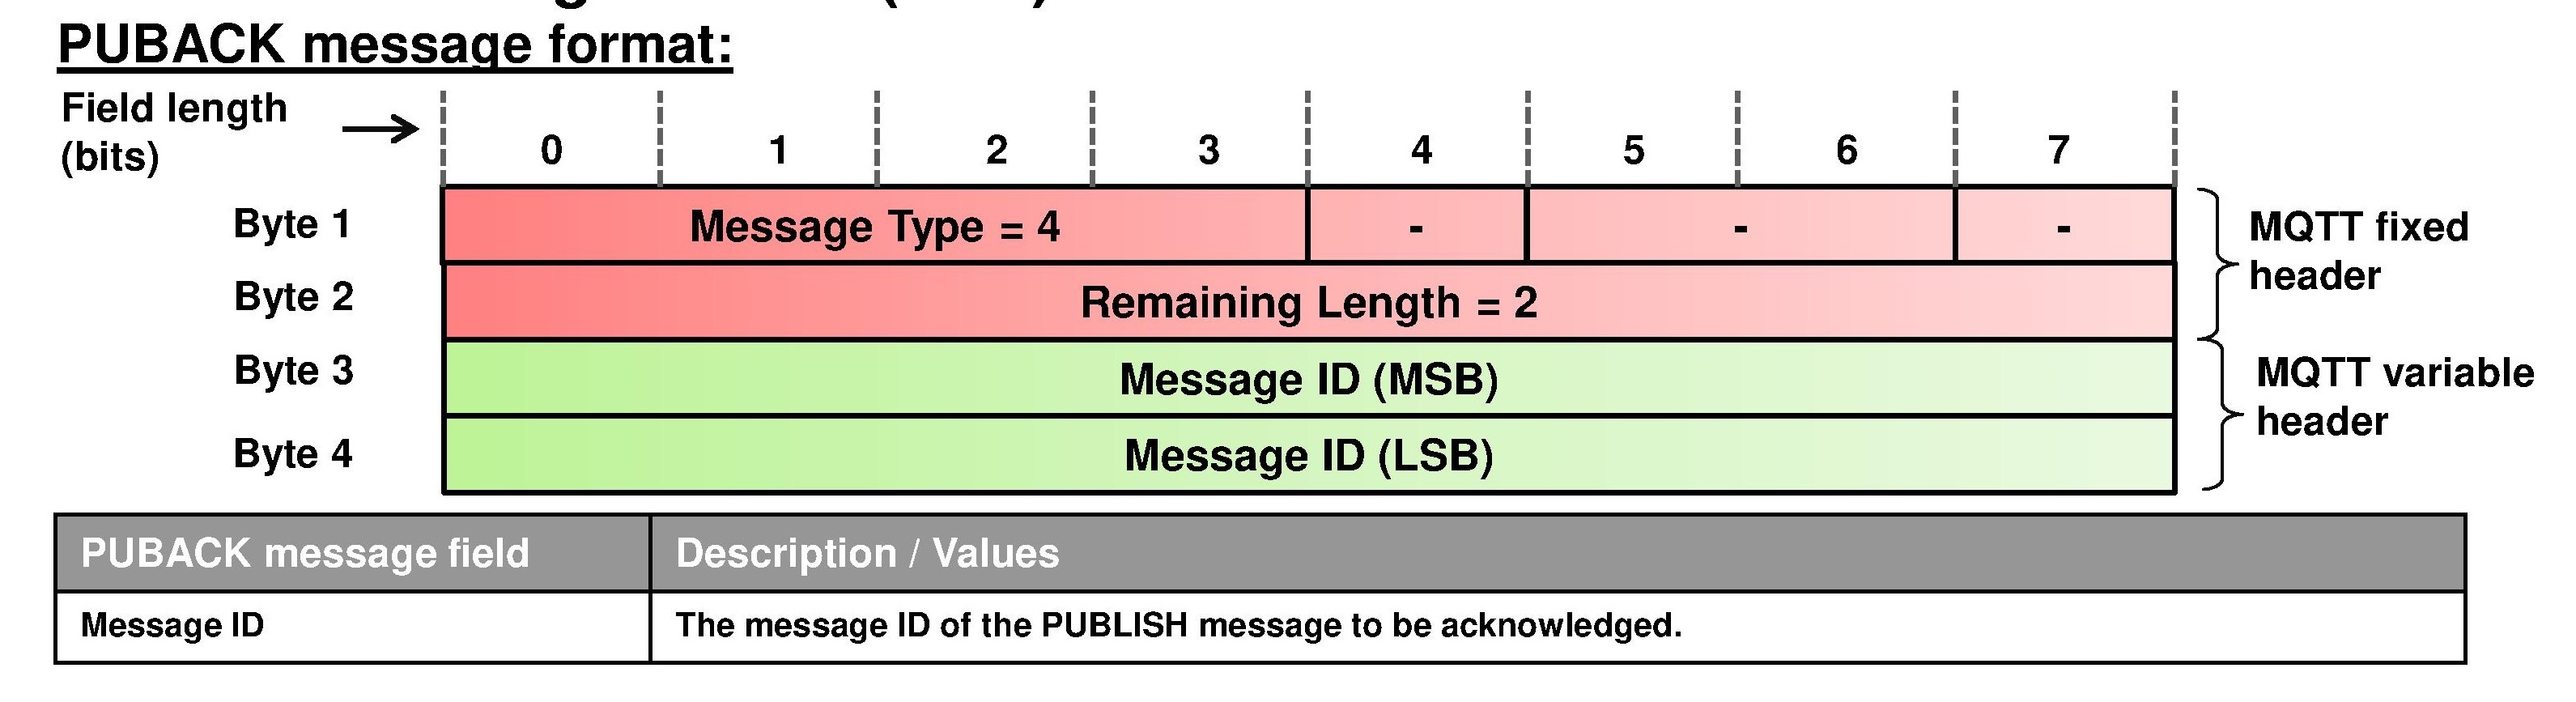 PUBACK message format:
Field length
(bits)
0 1 2 3 4 5 6 7
Byte 1 Message Type = 4 - - -
MQTT fixed
header
Byte 2 Remaining Length = 2
Byte 3 Message ID (MSB)
MQTT variable
header
Byte 4 Message ID (LSB)
PUBACK message field Description / Values
Message ID The message ID of the PUBLISH message to be acknowledged.